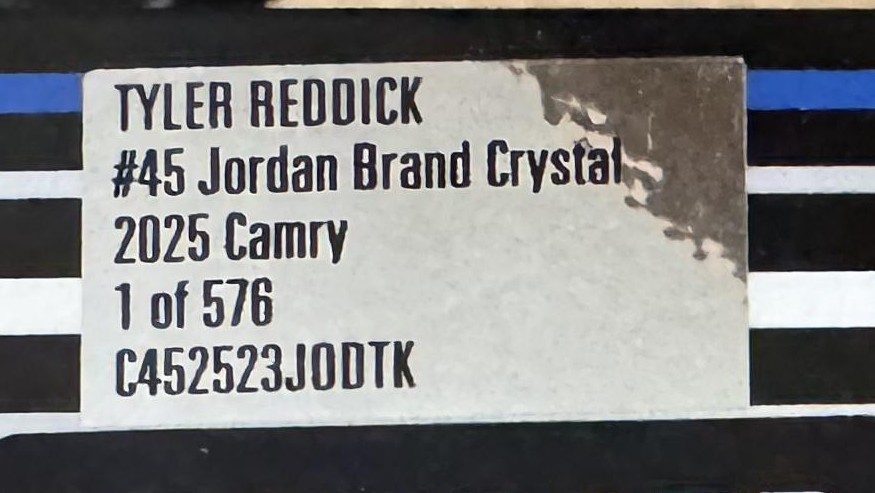 TYLER REDDICK
#45 Jordan Brand Crystal
2025 Camry
1 of 576
C452523JODTK